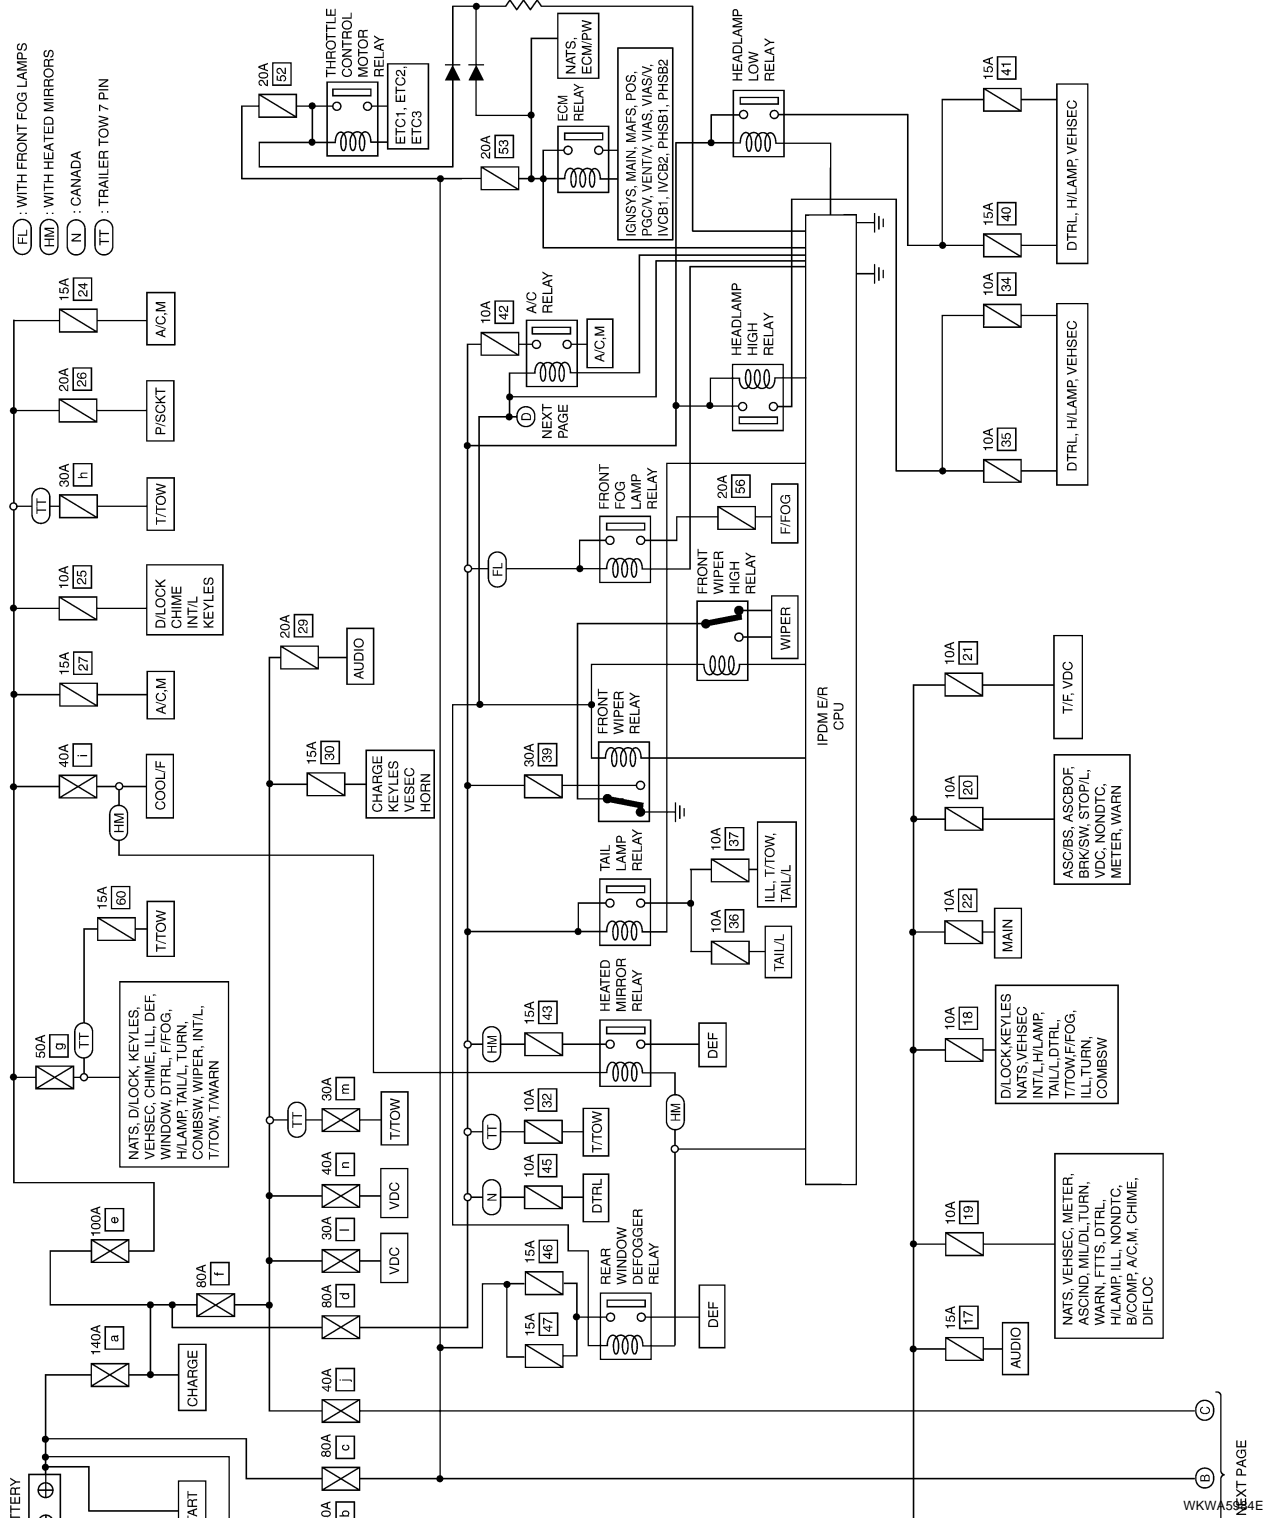 FL : WITH FRONT FOG LAMPS
HM : WITH HEATED MIRRORS
N : CANADA
TT : TRAILER TOW 7 PIN
15A
24
A/C,M
20A
26
P/SCKT
TT
30A
h
T/TOW
10A
25
D/LOCK
CHIME
INT/L
KEYLES
15A
27
A/C,M
40A
i
COOL/F
HM
15A
60
T/TOW
50A
g
TT
NATS, D/LOCK, KEYLES,
VEHSEC, CHIME, ILL, DEF,
WINDOW, DTRL, F/FOG,
H/LAMP, TAIL/L, TURN,
COMBSW, WIPER, INT/L,
T/TOW, T/WARN
100A
e
80A
f
140A
a
CHARGE
20A
52
THROTTLE
CONTROL
MOTOR
RELAY
ETC1, ETC2,
ETC3
20A
29
AUDIO
15A
30
CHARGE
KEYLES
VESEC
HORN
TT
30A
m
T/TOW
40A
n
VDC
30A
l
VDC
80A
d
40A
j
80A
c
0A
b
TTERY
ART
20A
53
NATS,
ECM/PW
ECM
RELAY
IGNSYS, MAIN, MAFS, POS,
PGC/V, VENT/V, VIAS, VIAS/V,
IVCB1, IVCB2, PHSB1, PHSB2
10A
42
A/C
RELAY
A/C,M
D
NEXT
PAGE
FL
FRONT
FOG
LAMP
RELAY
20A
56
F/FOG
FRONT
WIPER
HIGH
RELAY
WIPER
FRONT
WIPER
RELAY
30A
39
TAIL
LAMP
RELAY
10A
37
ILL, T/TOW,
TAIL/L
10A
36
TAIL/L
HM
15A
43
HEATED
MIRROR
RELAY
DEF
TT
10A
32
T/TOW
HM
N
10A
45
DTRL
15A
46
15A
47
REAR
WINDOW
DEFOGGER
RELAY
DEF
HEADLAMP
LOW
RELAY
HEADLAMP
HIGH
RELAY
IPDM E/R
CPU
15A
41
15A
40
DTRL, H/LAMP, VEHSEC
10A
34
10A
35
DTRL, H/LAMP, VEHSEC
10A
21
T/F, VDC
10A
20
ASC/BS, ASCBOF,
BRK/SW, STOP/L,
VDC, NONDTC,
METER, WARN
10A
22
MAIN
10A
18
D/LOCK,KEYLES
NATS,VEHSEC
INT/L,H/LAMP,
TAIL/L,DTRL,
T/TOW,F/FOG,
ILL,TURN,
COMBSW
10A
19
NATS, VEHSEC, METER,
ASCIND, MIL/DL,TURN,
WARN, FTTS, DTRL,
H/LAMP, ILL, NONDTC,
B/COMP, A/C,M, CHIME,
DIFLOC
15A
17
AUDIO
C
B
NEXT PAGE